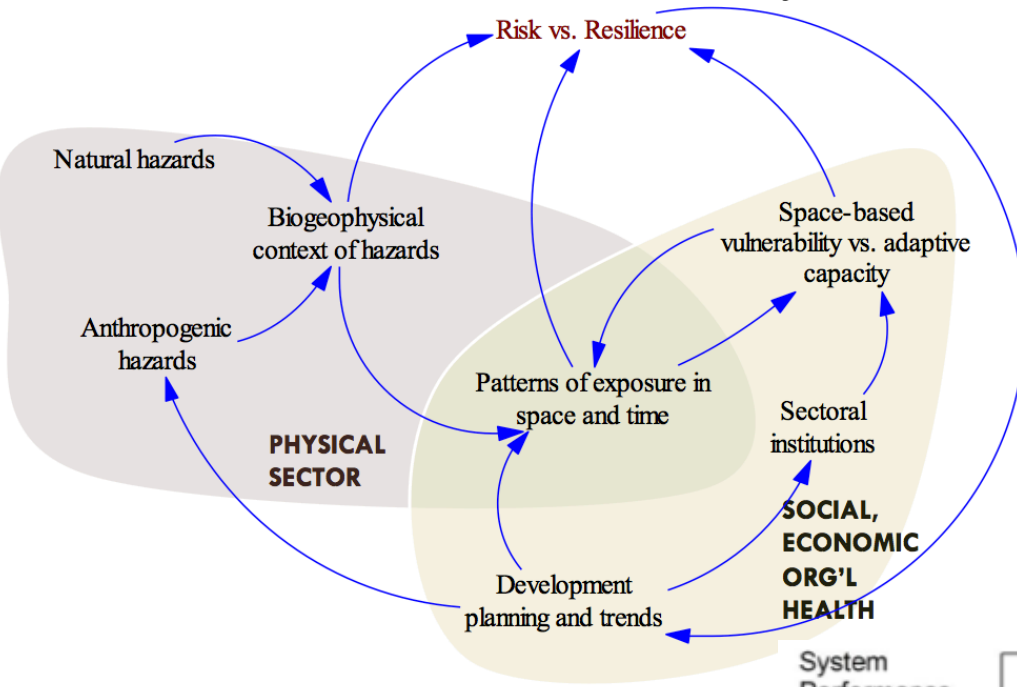 Risk vs. Resilience
Natural hazards
Biogeophysical
context of hazards
Space-based
vulnerability vs. adaptive
capacity
Anthropogenic
hazards
Patterns of exposure in
space and time
Sectoral
institutions
PHYSICAL
SECTOR
SOCIAL,
ECONOMIC
ORG'L
HEALTH
Development
planning and trends
System